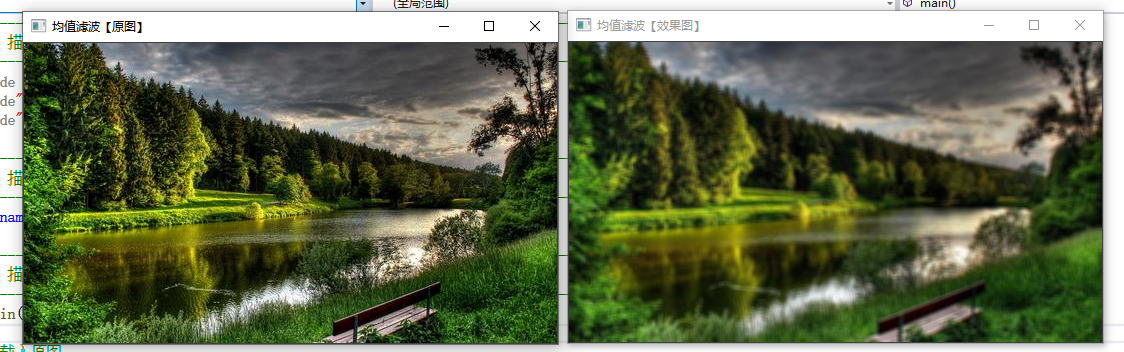 (全局范围)
main()
均值滤波【原图】
均值滤波【效果图】
描
de
de"
de"
描
nam
描
in(
载
原图